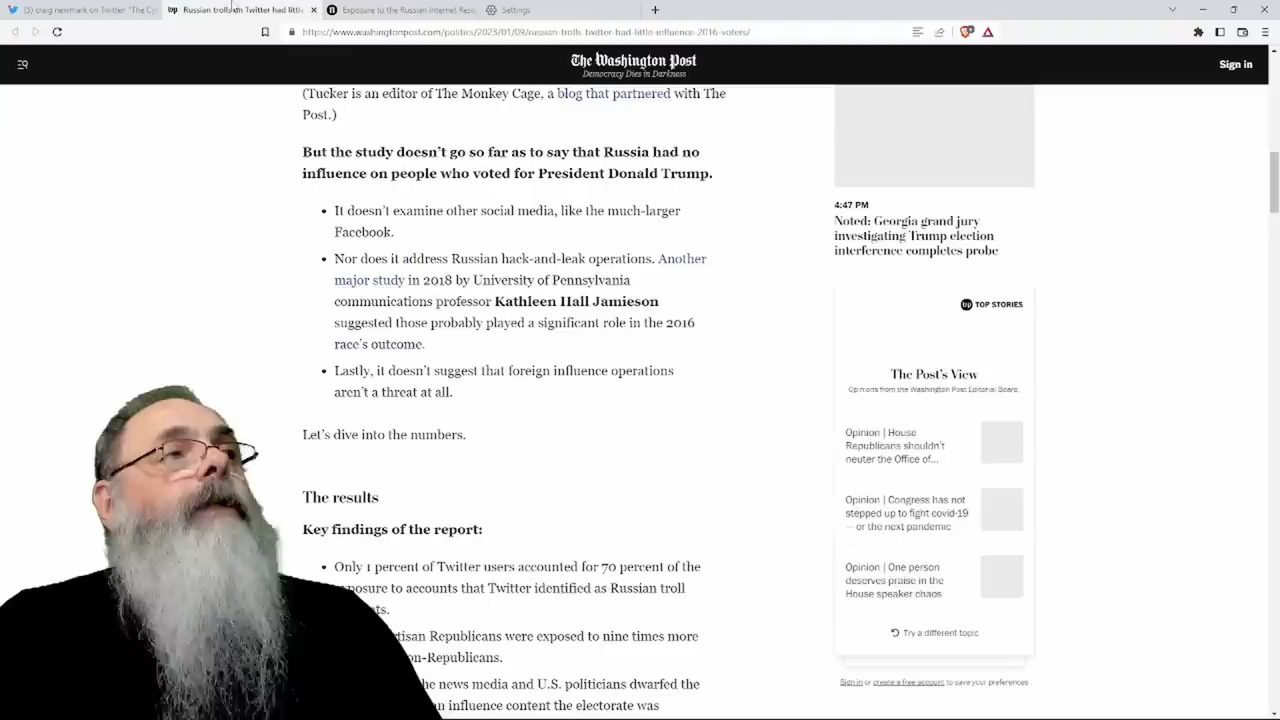 (5) craig newmark on Twitter "The Cy
Russian trolls on Twitter had little
Exposure to the Russian Internet Rese
Settings
https://www.washingtonpost.com/politics/2023/01/09/russian-trolls-twitter-had-little-influence-2016-voters/
The Washington Post
Democracy Dies in Darkness
Sign in
(Tucker is an editor of The Monkey Cage, a blog that partnered with The
Post.)
But the study doesn't go so far as to say that Russia had no
influence on people who voted for President Donald Trump.
• It doesn't examine other social media, like the much-larger
Facebook.
• Nor does it address Russian hack-and-leak operations. Another
major study in 2018 by University of Pennsylvania
communications professor Kathleen Hall Jamieson
suggested those probably played a significant role in the 2016
race's outcome.
• Lastly, it doesn't suggest that foreign influence operations
aren't a threat at all.
Let's dive into the numbers.
The results
Key findings of the report:
• Only 1 percent of Twitter users accounted for 70 percent of the
posure to accounts that Twitter identified as Russian troll
ts.
tisan Republicans were exposed to nine times more
on-Republicans.
he news media and U.S. politicians dwarfed the
n influence content the electorate was
4:47 PM
Noted: Georgia grand jury
investigating Trump election
interference completes probe
wp TOP STORIES
The Post's View
Opinions from the Washington Post Editorial Board.
Opinion | House
Republicans shouldn't
neuter the Office of...
Opinion | Congress has not
stepped up to fight covid-19
— or the next pandemic
Opinion | One person
deserves praise in the
House speaker chaos
Try a different topic
Sign in or create a free account to save your preferences